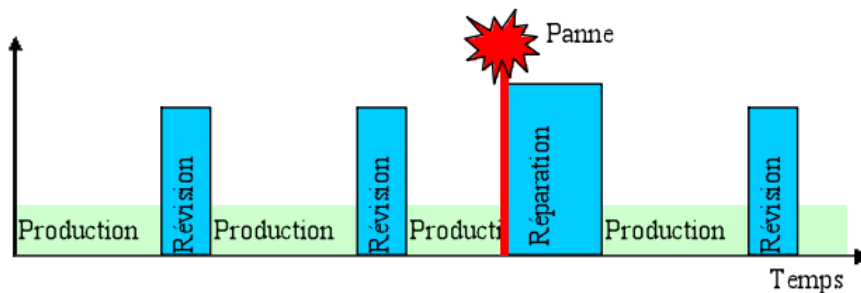 Panne
Production
Révision
Production
Révision
Producti
Réparation
Production
Révision
Temps